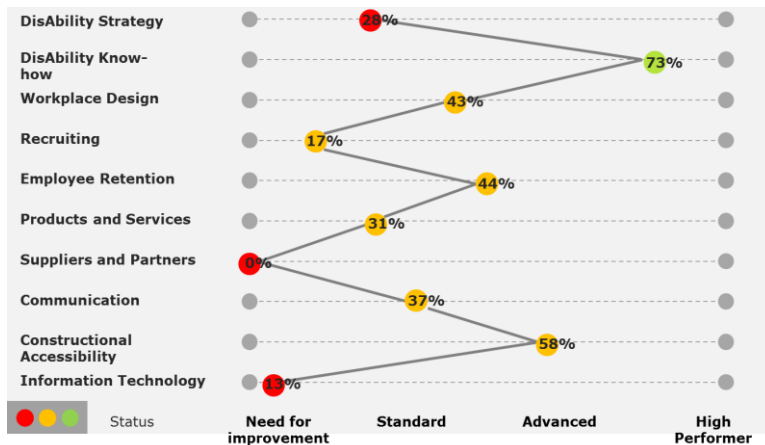 DisAbility Strategy
28%
DisAbility Know-
how
73%
Workplace Design
43%
Recruiting
17%
Employee Retention
44%
Products and Services
31%
Suppliers and Partners
0%
Communication
37%
Constructional
Accessibility
58%
Information Technology
13%
Status
Need for
improvement
Standard
Advanced
High
Performer